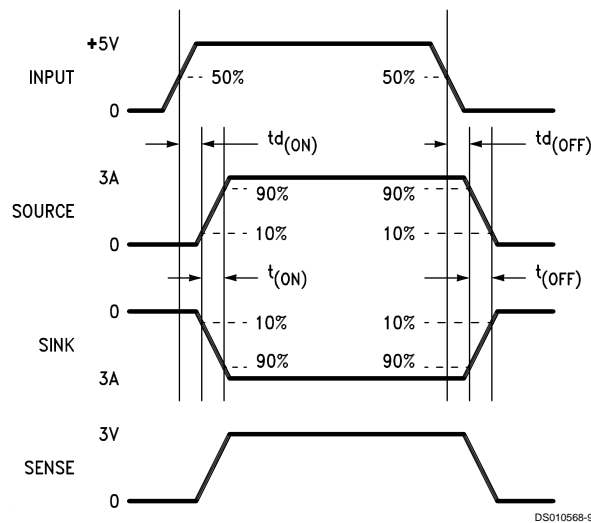 +5V
INPUT
50%
50%
0
td(ON)
td(OFF)
3A
90%
90%
SOURCE
10%
10%
0
t(ON)
t(OFF)
0
10%
10%
SINK
90%
90%
3A
3V
SENSE
0
DS010568-9